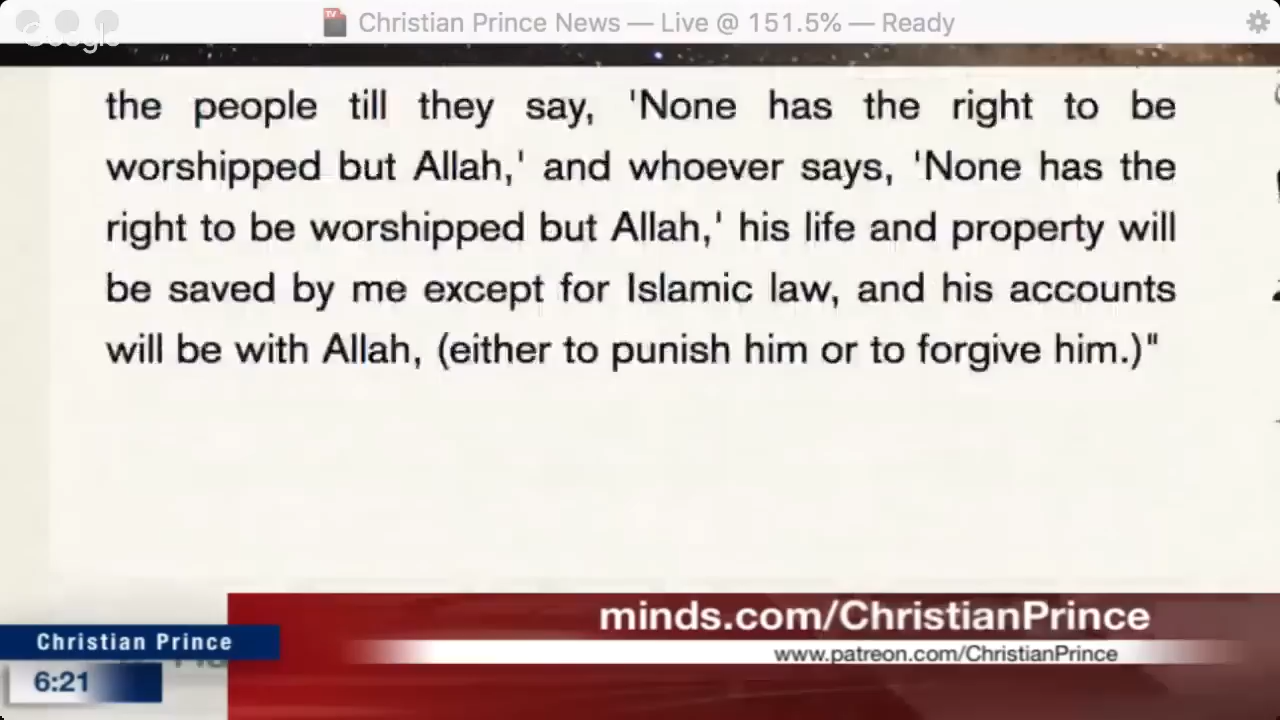 Christian Prince News — Live @ 151.5% — Ready
Google
the people till they say, 'None has the right to be
worshipped but Allah,' and whoever says, 'None has the
right to be worshipped but Allah,' his life and property will
be saved by me except for Islamic law, and his accounts
will be with Allah, (either to punish him or to forgive him.)"
minds.com/ChristianPrince
www.patreon.com/ChristianPrince
Christian Prince
6:21